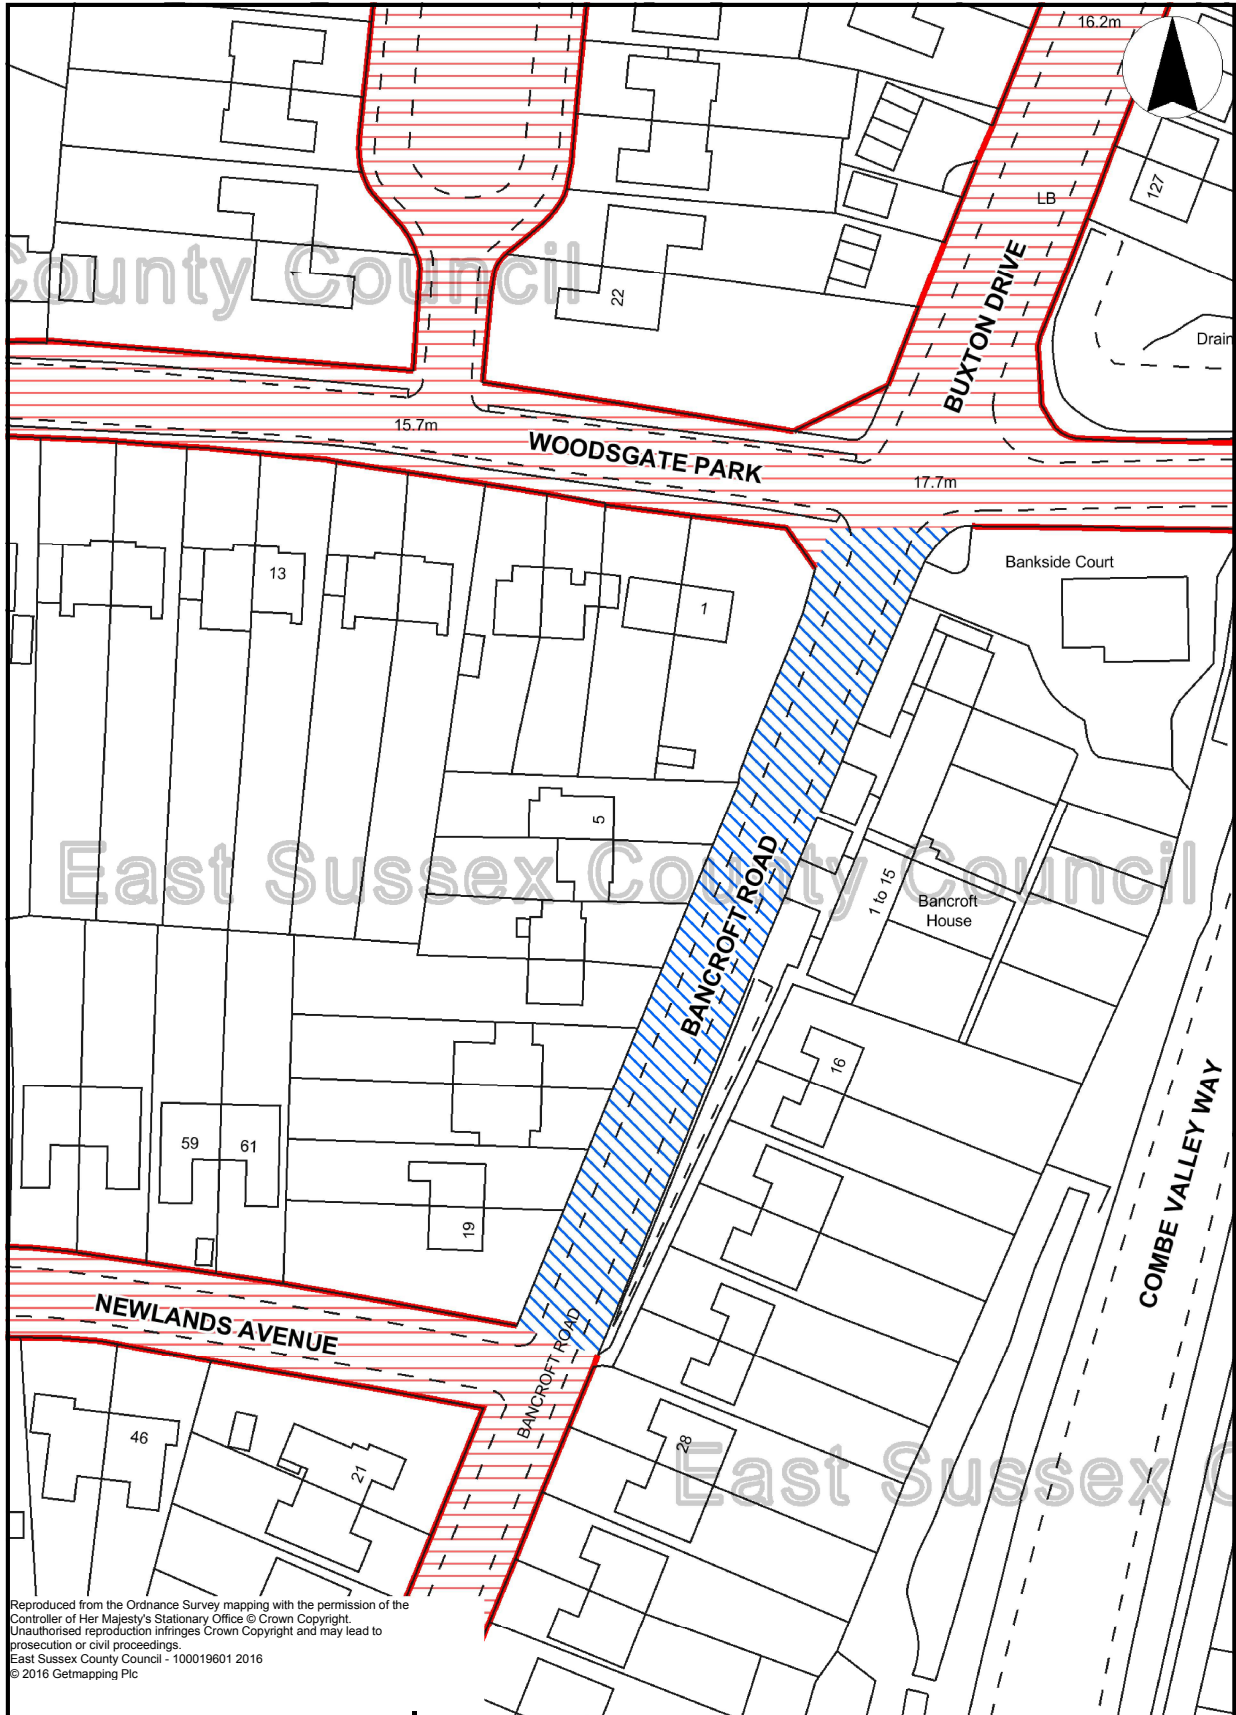 16.2m
127
LB
BUXTON DRIVE
County Council
22
Drain
15.7m
WOODSGATE PARK
17.7m
Bankside Court
13
1
5
BANCROFT ROAD
East Sussex County Council
1 to 15
Bancroft
House
16
59
61
19
COMBE VALLEY WAY
NEWLANDS AVENUE
BANCROFT ROAD
46
21
28
East Sussex C
Reproduced from the Ordnance Survey mapping with the permission of the
Controller of Her Majesty's Stationary Office © Crown Copyright.
Unauthorised reproduction infringes Crown Copyright and may lead to
prosecution or civil proceedings.
East Sussex County Council - 100019601 2016
© 2016 Getmapping Plc